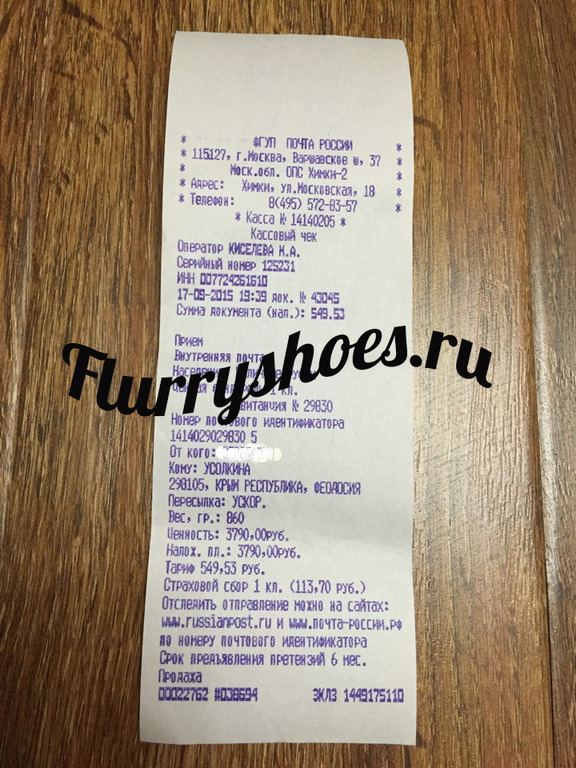 * ФГУП ПОЧТА РОССИИ *
* 115127, г.Москва, Варшавское ш, 37 *
* Моск.обл. ОПС Химки-2 *
* Адрес: Химки, ул.Московская, 18 *
* Телефон: 8(495) 572-83-57 *
* Касса № 14140205 *
Кассовый чек
Оператор КИСЕЛЕВА М.А.
Серийный номер 125231
ИНН 007724261610
17-09-2015 19:39 док. № 43045
Сумма документа (нал.): 549.53
Прием
Внутренняя почта
Flurryshoes.ru
1 кл.
№ 29830
Номер почтового идентификатора
1414029029830 5
От кого:
Кому: УСОЛКИНА
298105, КРЫМ РЕСПУБЛИКА, ФЕОДОСИЯ
Пересылка: УСКОР.
Вес, гр.: 860
Ценность: 3790,00руб.
Налож. пл.: 3790,00руб.
Тариф 549,53 руб.
Страховой сбор 1 кл. (113,70 руб.)
Отследить отправление можно на сайтах:
www.russianpost.ru и www.почта-россии.рф
по номеру почтового идентификатора
Срок предъявления претензий 6 мес.
Продажа
00022762 #038694 ЭКЛЗ 1449175110